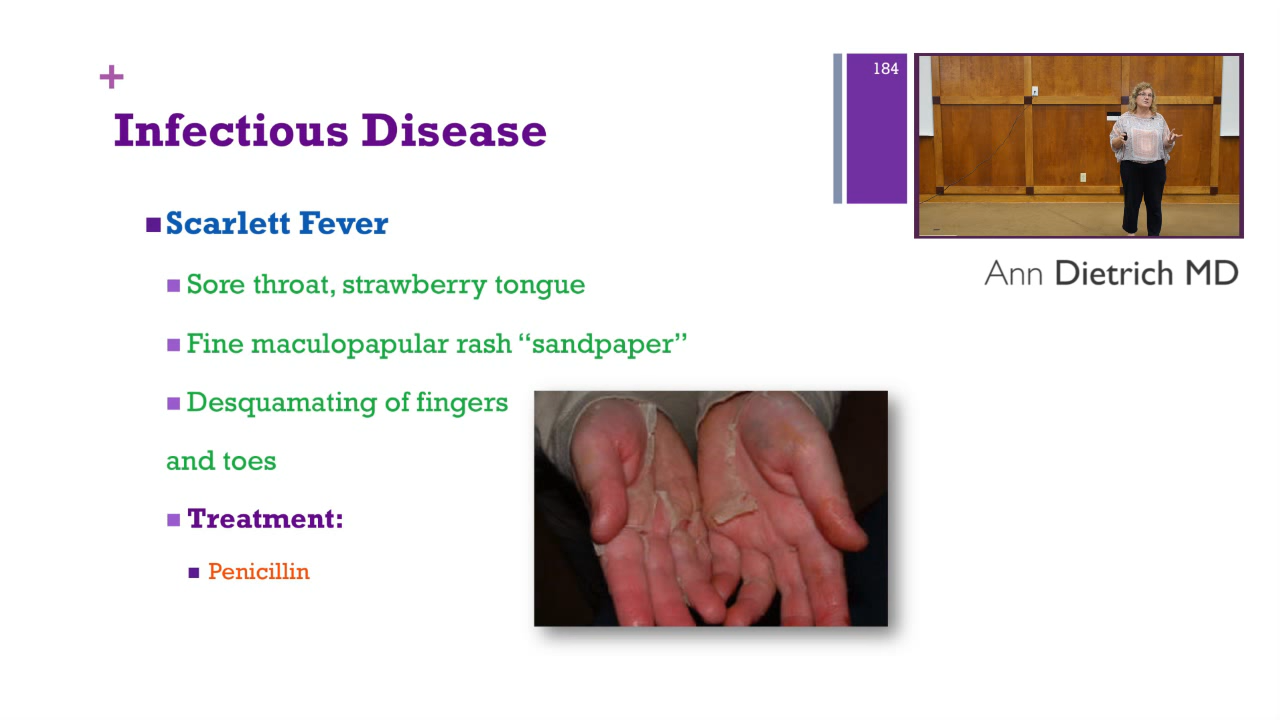 +
184
Infectious Disease
Scarlett Fever
Sore throat, strawberry tongue
Fine maculopapular rash “sandpaper”
Desquamating of fingers
and toes
Treatment:
Penicillin
Ann Dietrich MD